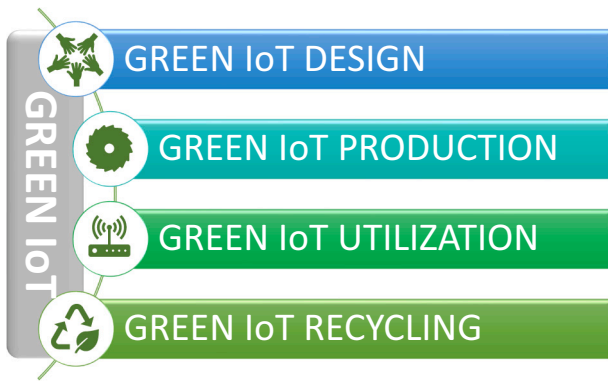 GREEN IoT
GREEN IoT DESIGN
GREEN IoT PRODUCTION
GREEN IoT UTILIZATION
GREEN IoT RECYCLING